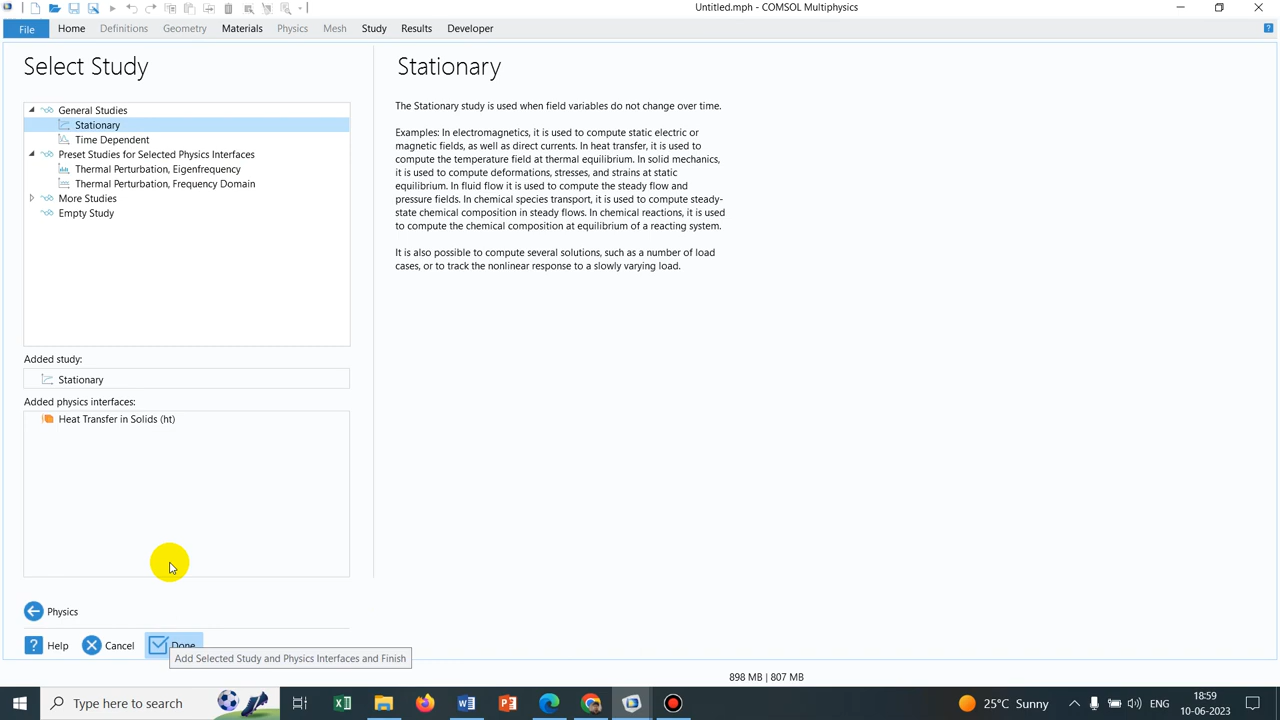 Untitled.mph - COMSOL Multiphysics
File Home Definitions Geometry Materials Physics Mesh Study Results Developer
Select Study
General Studies
Stationary
Time Dependent
Preset Studies for Selected Physics Interfaces
Thermal Perturbation, Eigenfrequency
Thermal Perturbation, Frequency Domain
More Studies
Empty Study
Added study:
Stationary
Added physics interfaces:
Heat Transfer in Solids (ht)
Physics
Help Cancel Done
Add Selected Study and Physics Interfaces and Finish
Stationary
The Stationary study is used when field variables do not change over time.
Examples: In electromagnetics, it is used to compute static electric or
magnetic fields, as well as direct currents. In heat transfer, it is used to
compute the temperature field at thermal equilibrium. In solid mechanics,
it is used to compute deformations, stresses, and strains at static
equilibrium. In fluid flow it is used to compute the steady flow and
pressure fields. In chemical species transport, it is used to compute steady-
state chemical composition in steady flows. In chemical reactions, it is used
to compute the chemical composition at equilibrium of a reacting system.
It is also possible to compute several solutions, such as a number of load
cases, or to track the nonlinear response to a slowly varying load.
898 MB | 807 MB
Type here to search
25°C Sunny
ENG
18:59
10-06-2023